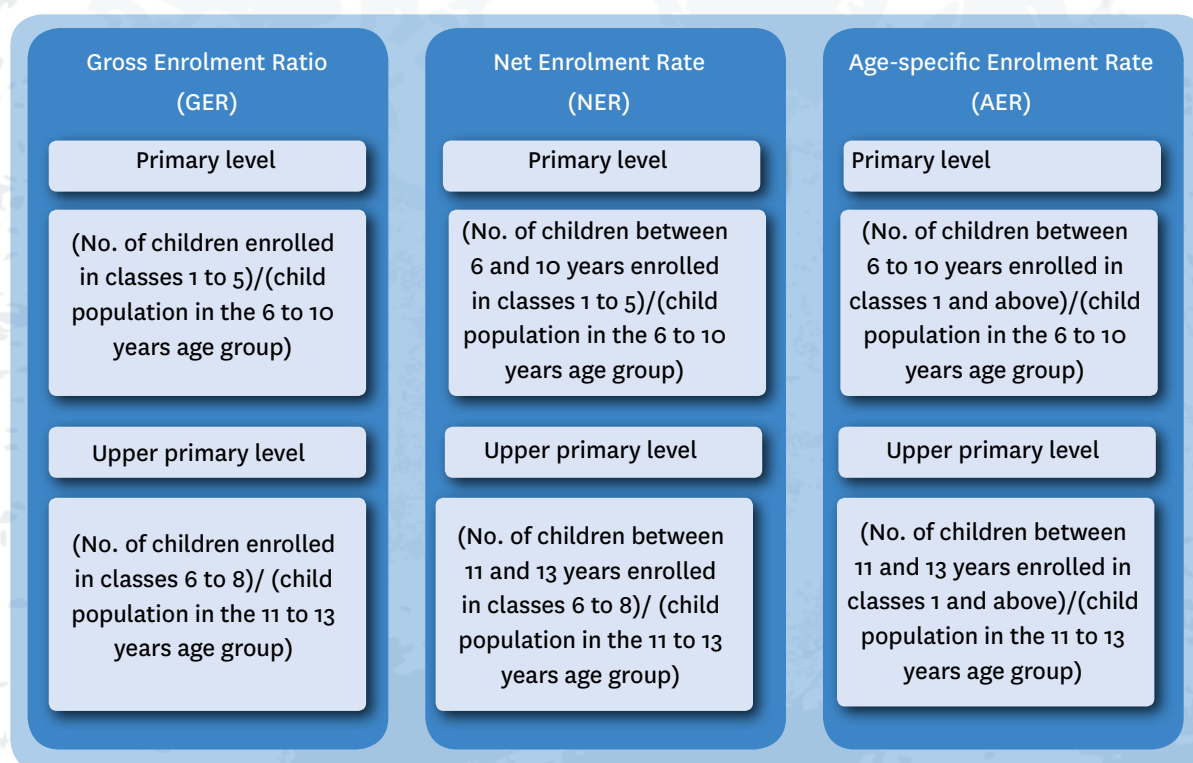 Gross Enrolment Ratio
(GER)
Primary level
(No. of children enrolled
in classes 1 to 5)/(child
population in the 6 to 10
years age group)
Upper primary level
(No. of children enrolled
in classes 6 to 8)/ (child
population in the 11 to 13
years age group)
Net Enrolment Rate
(NER)
Primary level
(No. of children between
6 and 10 years enrolled
in classes 1 to 5)/(child
population in the 6 to 10
years age group)
Upper primary level
(No. of children between
11 and 13 years enrolled
in classes 6 to 8)/ (child
population in the 11 to 13
years age group)
Age-specific Enrolment Rate
(AER)
Primary level
(No. of children between
6 to 10 years enrolled in
classes 1 and above)/(child
population in the 6 to 10
years age group)
Upper primary level
(No. of children between
11 and 13 years enrolled in
classes 1 and above)/(child
population in the 11 to 13
years age group)